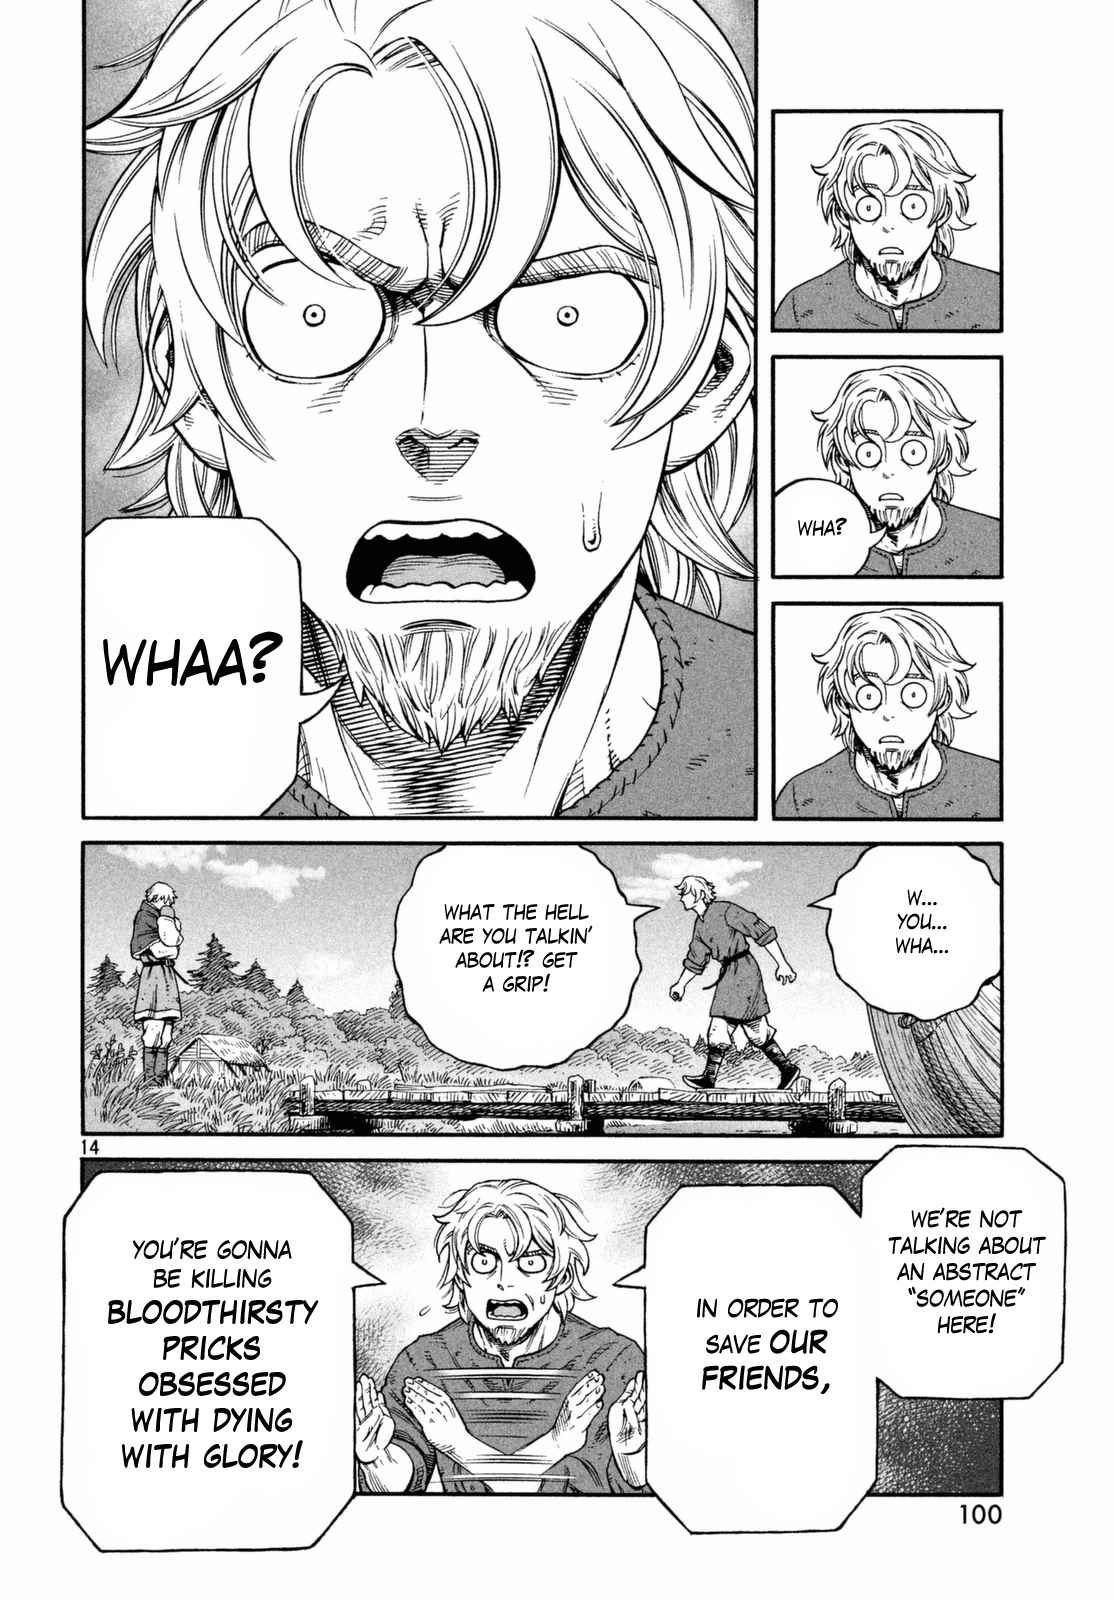 WHA?
WHAA?
W...
YOU...
WHA...
WHAT THE HELL
ARE YOU TALKIN'
ABOUT!? GET
A GRIP!
14
WE'RE NOT
TALKING ABOUT
AN ABSTRACT
"SOMEONE"
HERE!
IN ORDER TO
SAVE OUR
FRIENDS,
YOU'RE GONNA
BE KILLING
BLOODTHIRSTY
PRICKS
OBSESSED
WITH DYING
WITH GLORY!
100